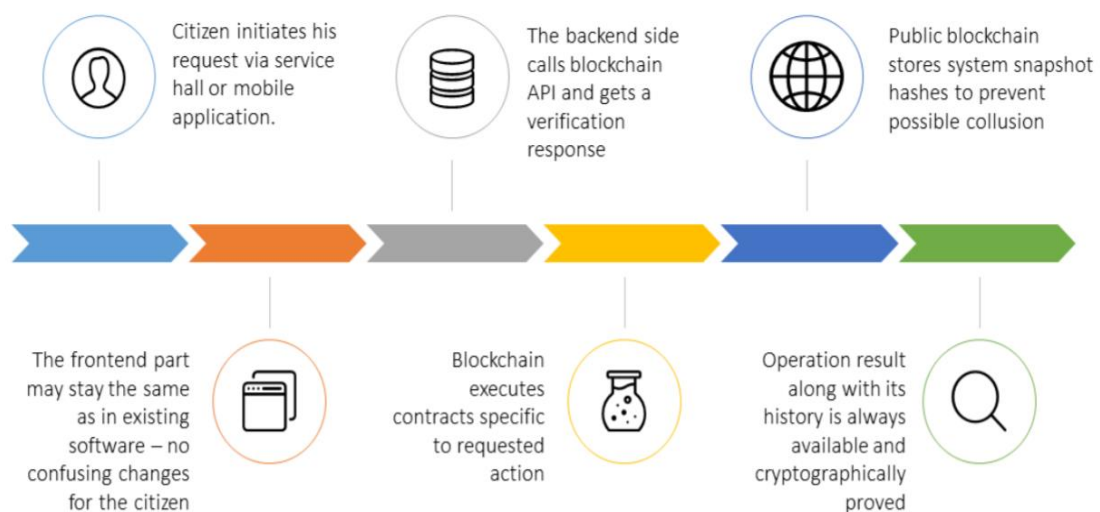 Citizen initiates his
request via service
hall or mobile
application.
The backend side
calls blockchain
API and gets a
verification
response
Public blockchain
stores system snapshot
hashes to prevent
possible collusion
The frontend part
may stay the same
as in existing
software – no
confusing changes
for the citizen
Blockchain
executes
contracts specific
to requested
action
Operation result
along with its
history is always
available and
cryptographically
proved